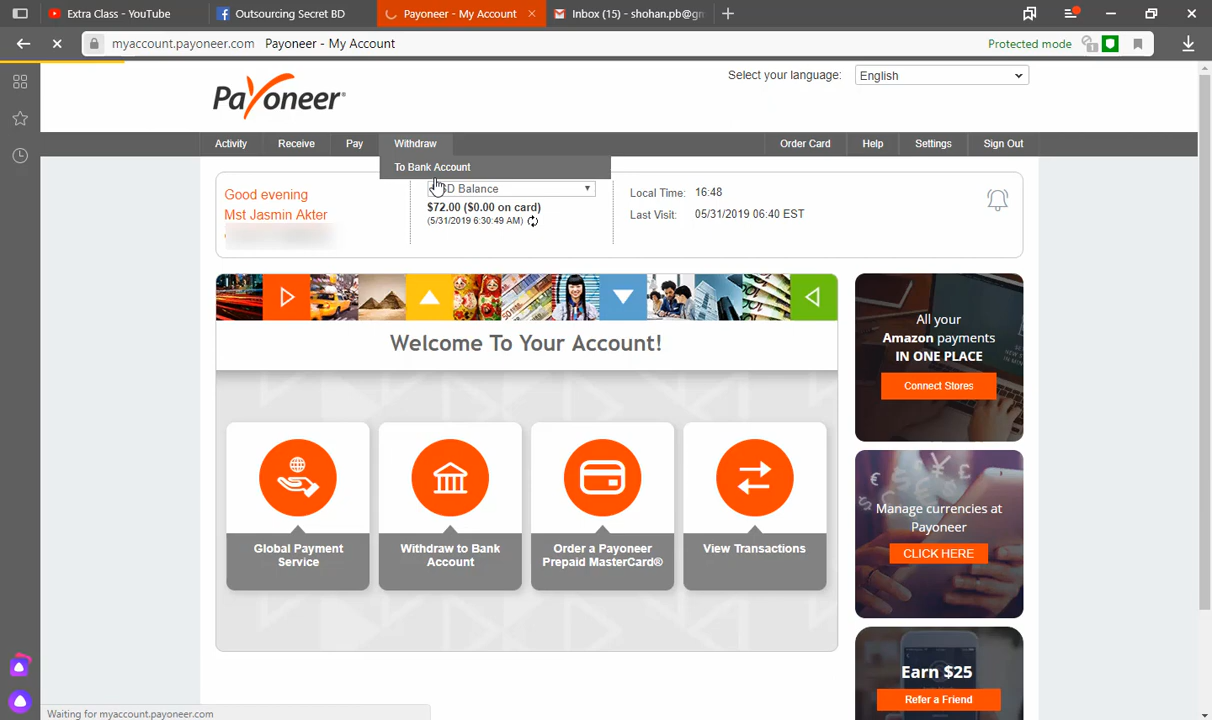 Extra Class - YouTube
Outsourcing Secret BD
Payoneer - My Account
Inbox (15) - shohan.pb@gm
myaccount.payoneer.com Payoneer - My Account
Protected mode
Select your language:
English
Payoneer
Activity
Receive
Pay
Withdraw
Order Card
Help
Settings
Sign Out
To Bank Account
Good evening
Mst Jasmin Akter
SD Balance
$72.00 ($0.00 on card)
(5/31/2019 6:30:49 AM)
Local Time: 16:48
Last Visit: 05/31/2019 06:40 EST
Welcome To Your Account!
Global Payment
Service
Withdraw to Bank
Account
Order a Payoneer
Prepaid MasterCard®
View Transactions
All your
Amazon payments
IN ONE PLACE
Connect Stores
Manage currencies at
Payoneer
CLICK HERE
Earn $25
Refer a Friend
Waiting for myaccount.payoneer.com